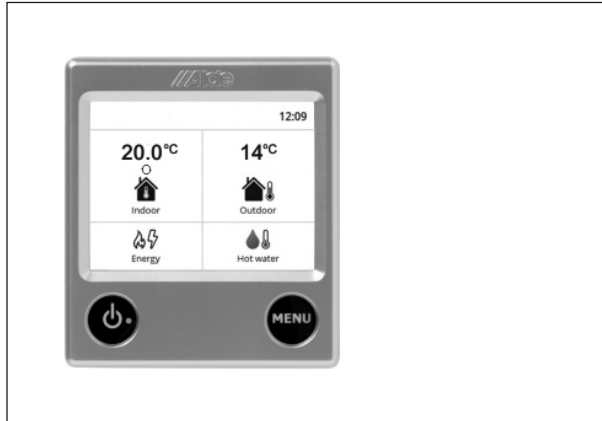 Alde
12:09
20.0°C
14°C
Indoor
Outdoor
Energy
Hot water
MENU